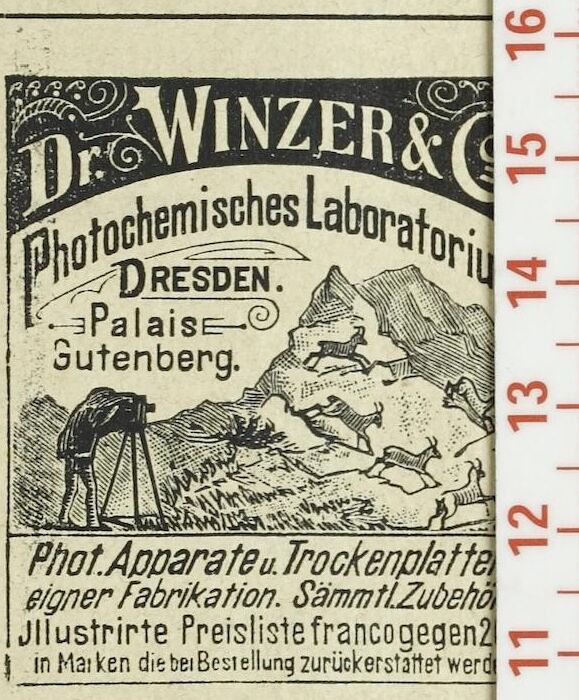 Dr. WINZER & Co
Photochemisches Laboratoriu
DRESDEN.
Palais
Gutenberg.
Phot. Apparate u. Trockenplatte
eigner Fabrikation. Sämmtl. Zubehö
Jllustrirte Preisliste franco gegen 2
in Marken die bei Bestellung zurückerstattet werd
16
15
14
13
12
11